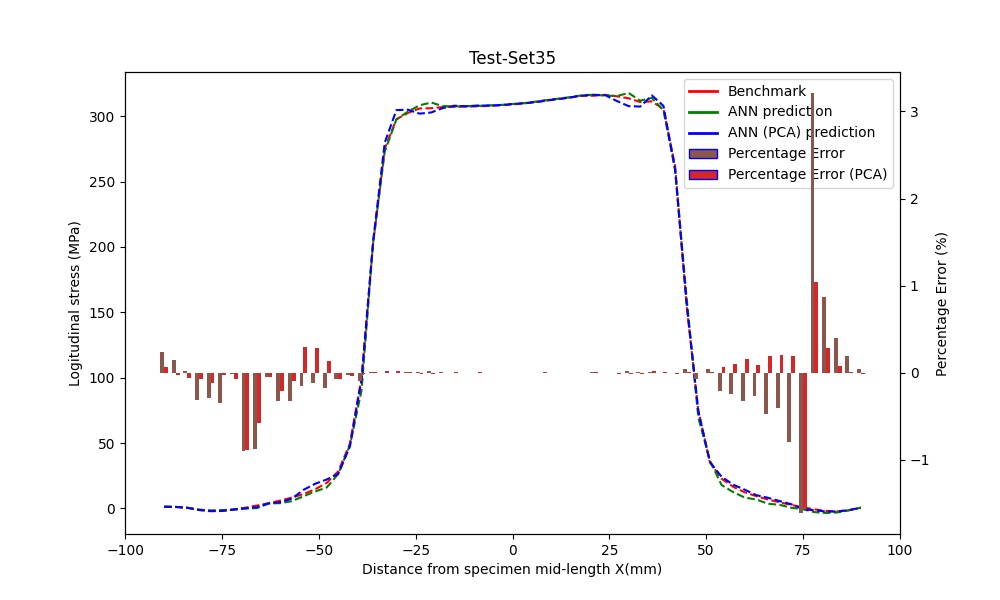 Test-Set35
Benchmark
ANN prediction
ANN (PCA) prediction
Percentage Error
Percentage Error (PCA)
300
250
200
150
100
50
0
Logitudinal stress (MPa)
3
2
1
0
−1
Percentage Error (%)
−100 −75 −50 −25 0 25 50 75 100
Distance from specimen mid-length X(mm)